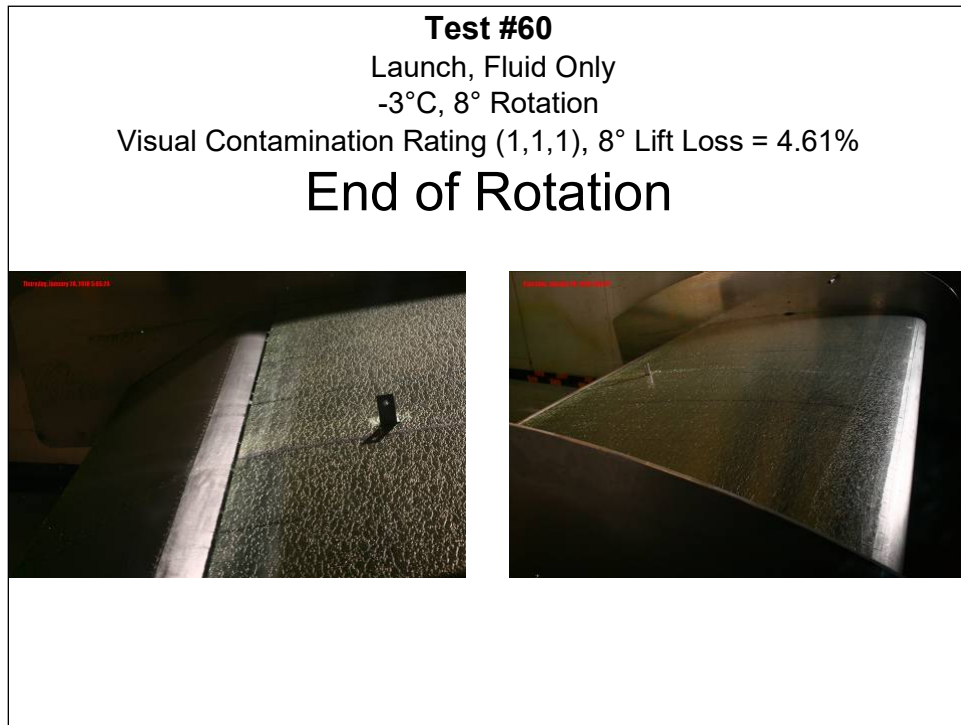 Test #60
Launch, Fluid Only
-3°C, 8° Rotation
Visual Contamination Rating (1,1,1), 8° Lift Loss = 4.61%
End of Rotation